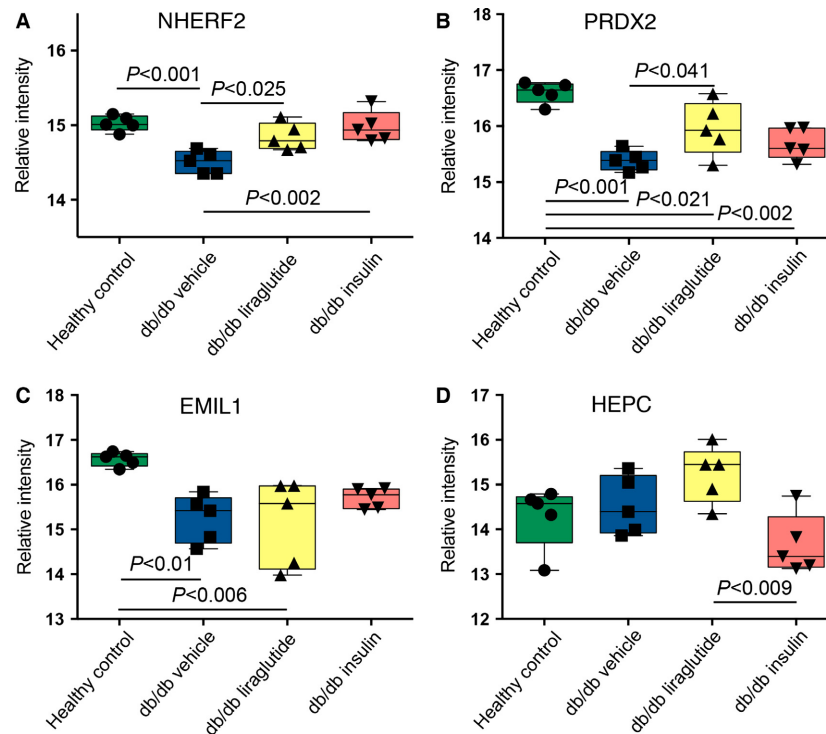 A
NHERF2
Relative intensity
16
15
14
P<0.001
P<0.025
P<0.002
Healthy control
db/db vehicle
db/db liraglutide
db/db insulin
B
PRDX2
Relative intensity
18
17
16
15
14
P<0.041
P<0.001
P<0.021
P<0.002
Healthy control
db/db vehicle
db/db liraglutide
db/db insulin
C
EMIL1
Relative intensity
18
17
16
15
14
13
P<0.01
P<0.006
Healthy control
db/db vehicle
db/db liraglutide
db/db insulin
D
HEPC
Relative intensity
17
16
15
14
13
12
P<0.009
Healthy control
db/db vehicle
db/db liraglutide
db/db insulin